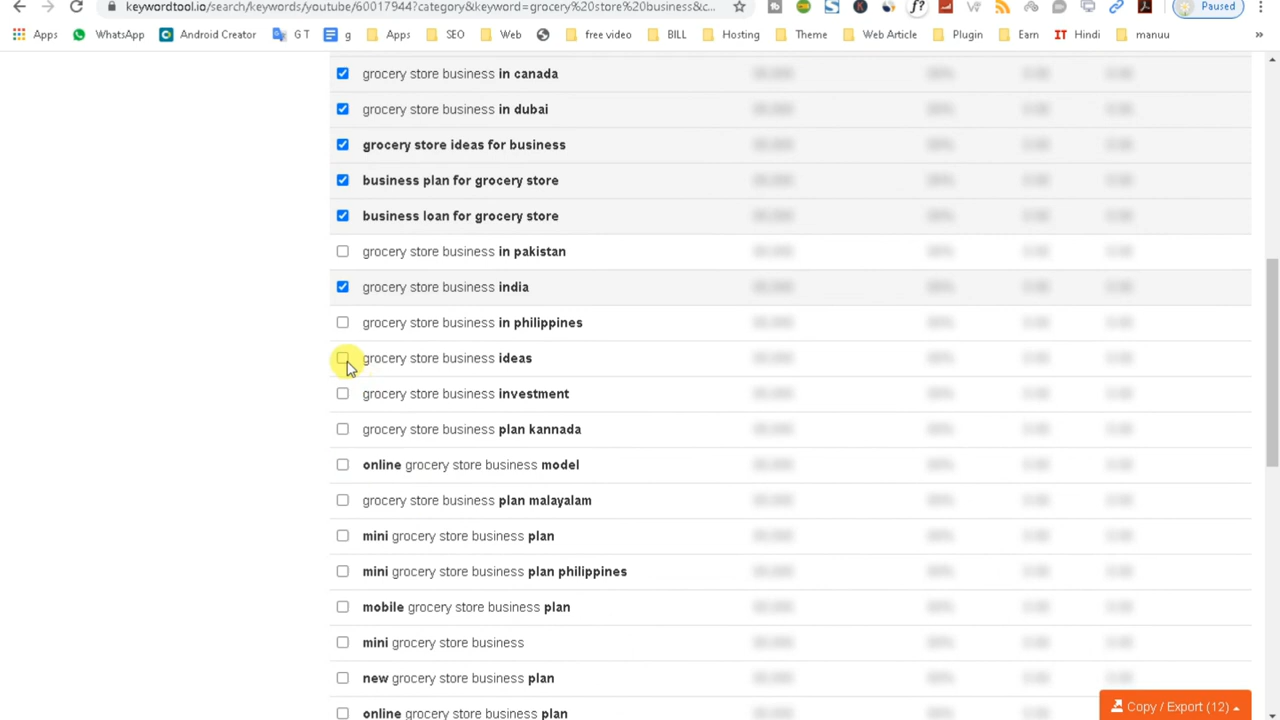 keywordtool.io/search/keywords/youtube/60017944?category&keyword=grocery%20store%20business&c...
Paused
Apps WhatsApp Android Creator G T g Apps SEO Web free video BILL Hosting Theme Web Article Plugin Earn Hindi manuu »
grocery store business in canada
grocery store business in dubai
grocery store ideas for business
business plan for grocery store
business loan for grocery store
grocery store business in pakistan
grocery store business india
grocery store business in philippines
grocery store business ideas
grocery store business investment
grocery store business plan kannada
online grocery store business model
grocery store business plan malayalam
mini grocery store business plan
mini grocery store business plan philippines
mobile grocery store business plan
mini grocery store business
new grocery store business plan
online grocery store business plan
Copy / Export (12)